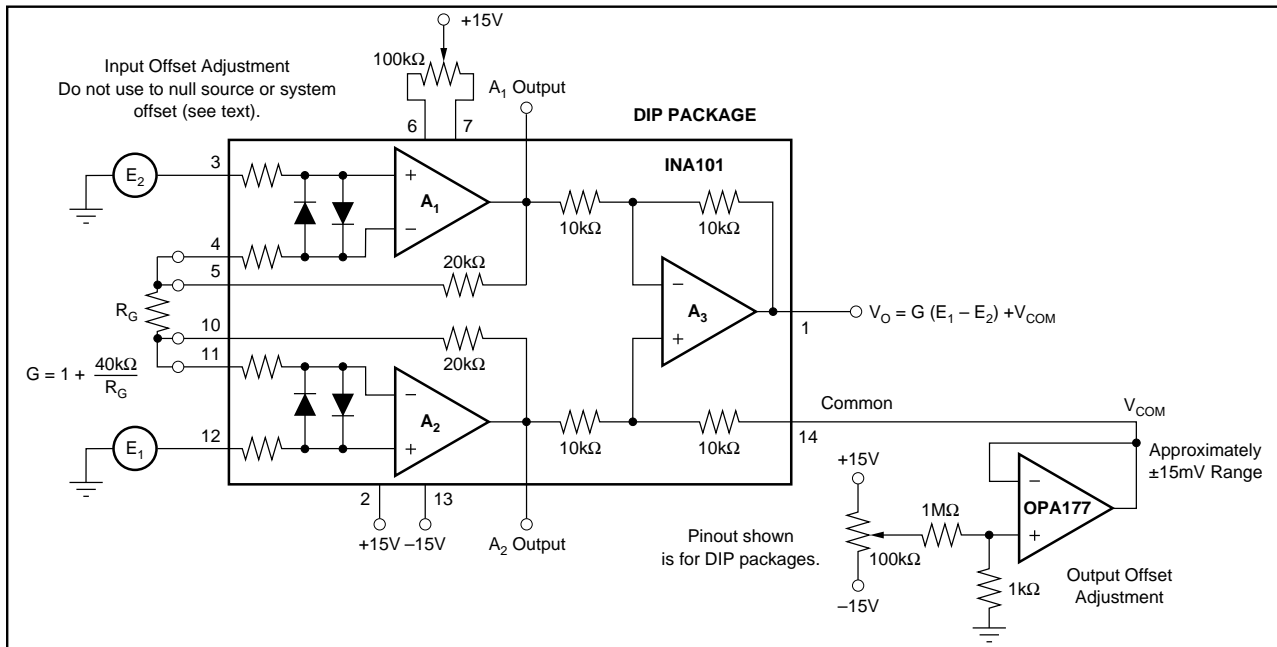 +15V
Input Offset Adjustment
Do not use to null source or system
offset (see text).
100kΩ
A1 Output
6
7
DIP PACKAGE
INA101
E2
3
+
A1
–
10kΩ
10kΩ
4
5
20kΩ
RG
–
A3
+
1
VO = G (E1 – E2) +VCOM
10
20kΩ
11
G = 1 + 40kΩ
RG
–
A2
+
Common
VCOM
E1
12
10kΩ
10kΩ
14
Approximately
±15mV Range
2
13
+15V
–15V
A2 Output
Pinout shown
is for DIP packages.
+15V
100kΩ
–15V
1MΩ
–
OPA177
+
1kΩ
Output Offset
Adjustment